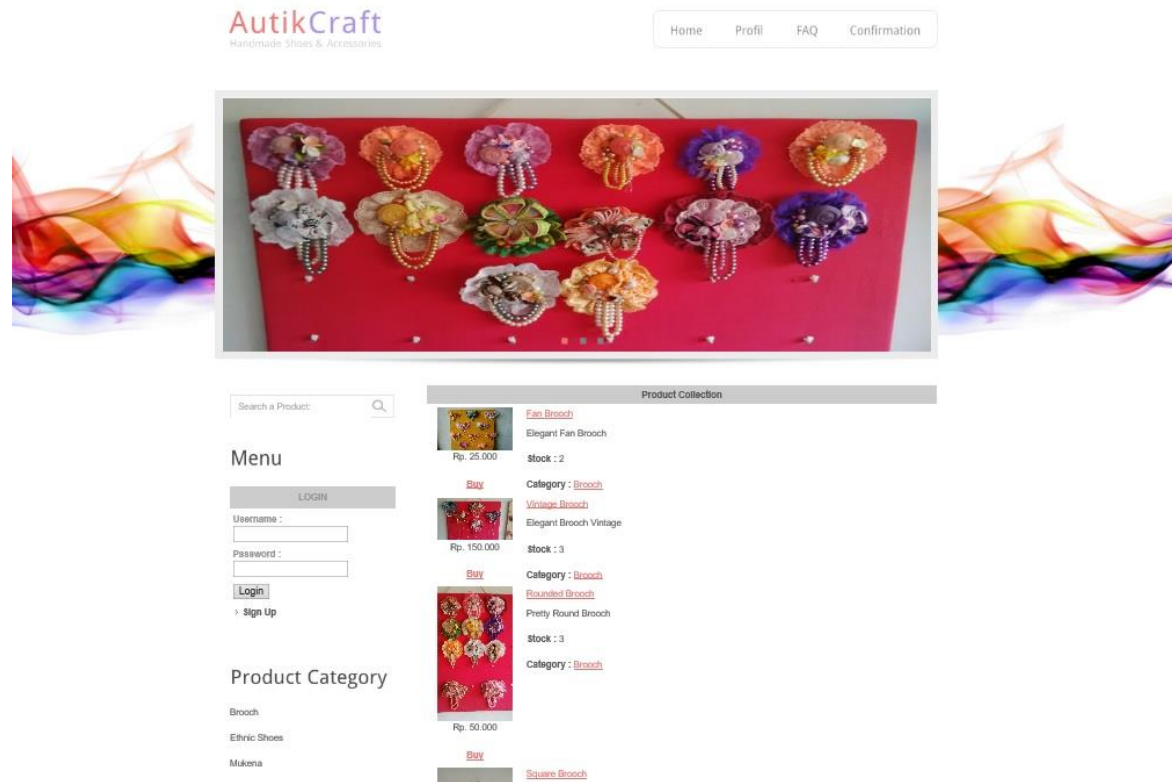 AutikCraft
Handmade Shoes & Accessories
Home Profil FAQ Confirmation
Search a Product:
Menu
LOGIN
Username :
Password :
Login
Sign Up
Product Category
Brooch
Ethnic Shoes
Mukena
Product Collection
Fan Brooch
Elegant Fan Brooch
Rp. 25.000
Stock : 2
Buy
Category : Brooch
Vintage Brooch
Elegant Brooch Vintage
Rp. 150.000
Stock : 3
Buy
Category : Brooch
Rounded Brooch
Pretty Round Brooch
Stock : 3
Category : Brooch
Rp. 50.000
Buy
Square Brooch